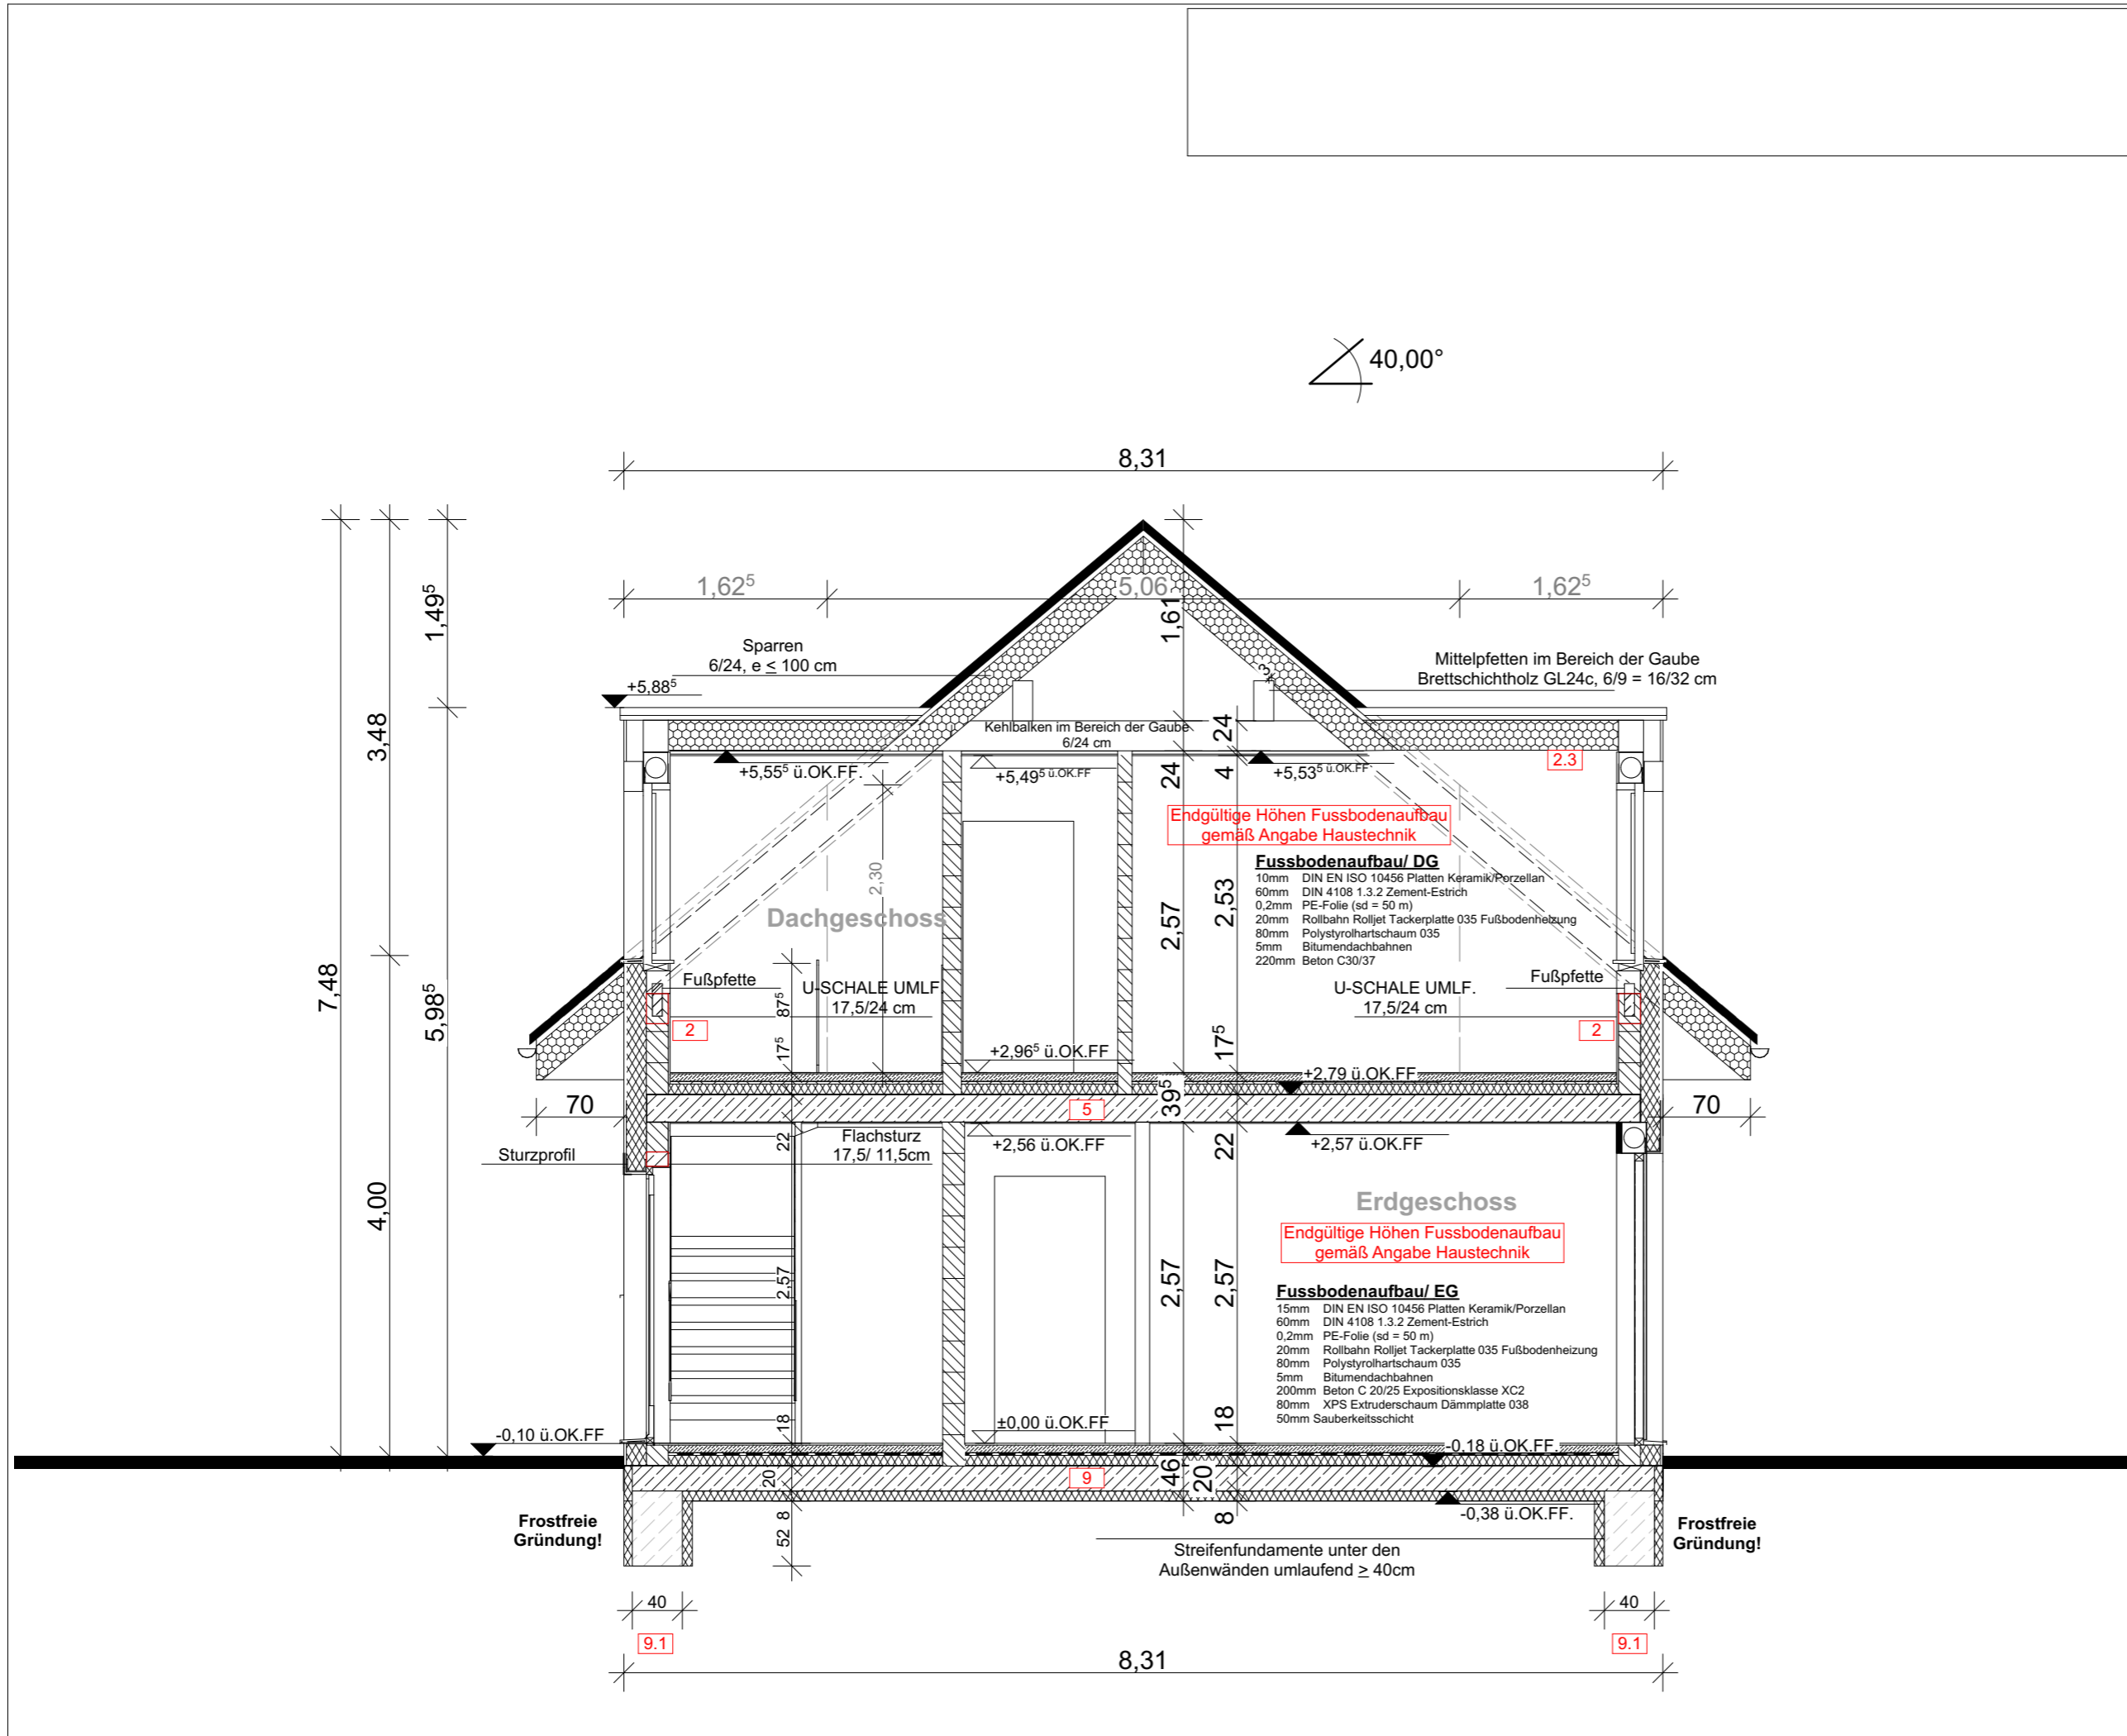 40,00°
8,31
1,62⁵
5,06
1,62⁵
7,48
3,48
4,00
1,49⁵
5,98⁵
1,61
Sparren
6/24, e ≤ 100 cm
Mittelpfetten im Bereich der Gaube
Brettschichtholz GL24c, 6/9 = 16/32 cm
3
+5,88⁵
Kehlbalken im Bereich der Gaube
6/24 cm
24
24
4
+5,55⁵ ü.OK.FF.
+5,49⁵ ü.OK.FF
+5,53⁵ ü.OK.FF
2.3
Endgültige Höhen Fussbodenaufbau
gemäß Angabe Haustechnik
Fussbodenaufbau/ DG
10mm DIN EN ISO 10456 Platten Keramik/Porzellan
60mm DIN 4108 1.3.2 Zement-Estrich
0,2mm PE-Folie (sd = 50 m)
20mm Rollbahn Rolljet Tackerplatte 035 Fußbodenheizung
80mm Polystyrolhartschaum 035
5mm Bitumendachbahnen
220mm Beton C30/37
2,30
Dachgeschoss
2,57
2,53
Fußpfette
U-SCHALE UMLF.
17,5/24 cm
U-SCHALE UMLF.
17,5/24 cm
Fußpfette
2
2
87⁵
17⁵
17⁵
+2,96⁵ ü.OK.FF
+2,79 ü.OK.FF
39⁵
70
5
70
Sturzprofil
22
Flachsturz
17,5/ 11,5cm
+2,56 ü.OK.FF
22
+2,57 ü.OK.FF
Erdgeschoss
Endgültige Höhen Fussbodenaufbau
gemäß Angabe Haustechnik
2,57
2,57
2,57
Fussbodenaufbau/ EG
15mm DIN EN ISO 10456 Platten Keramik/Porzellan
60mm DIN 4108 1.3.2 Zement-Estrich
0,2mm PE-Folie (sd = 50 m)
20mm Rollbahn Rolljet Tackerplatte 035 Fußbodenheizung
80mm Polystyrolhartschaum 035
5mm Bitumendachbahnen
200mm Beton C 20/25 Expositionsklasse XC2
80mm XPS Extruderschaum Dämmplatte 038
50mm Sauberkeitsschicht
-0,10 ü.OK.FF
18
±0,00 ü.OK.FF
18
-0,18 ü.OK.FF.
20
9
46
20
-0,38 ü.OK.FF.
8
52
8
Frostfreie
Gründung!
Frostfreie
Gründung!
Streifenfundamente unter den
Außenwänden umlaufend ≥ 40cm
40
40
9.1
9.1
8,31